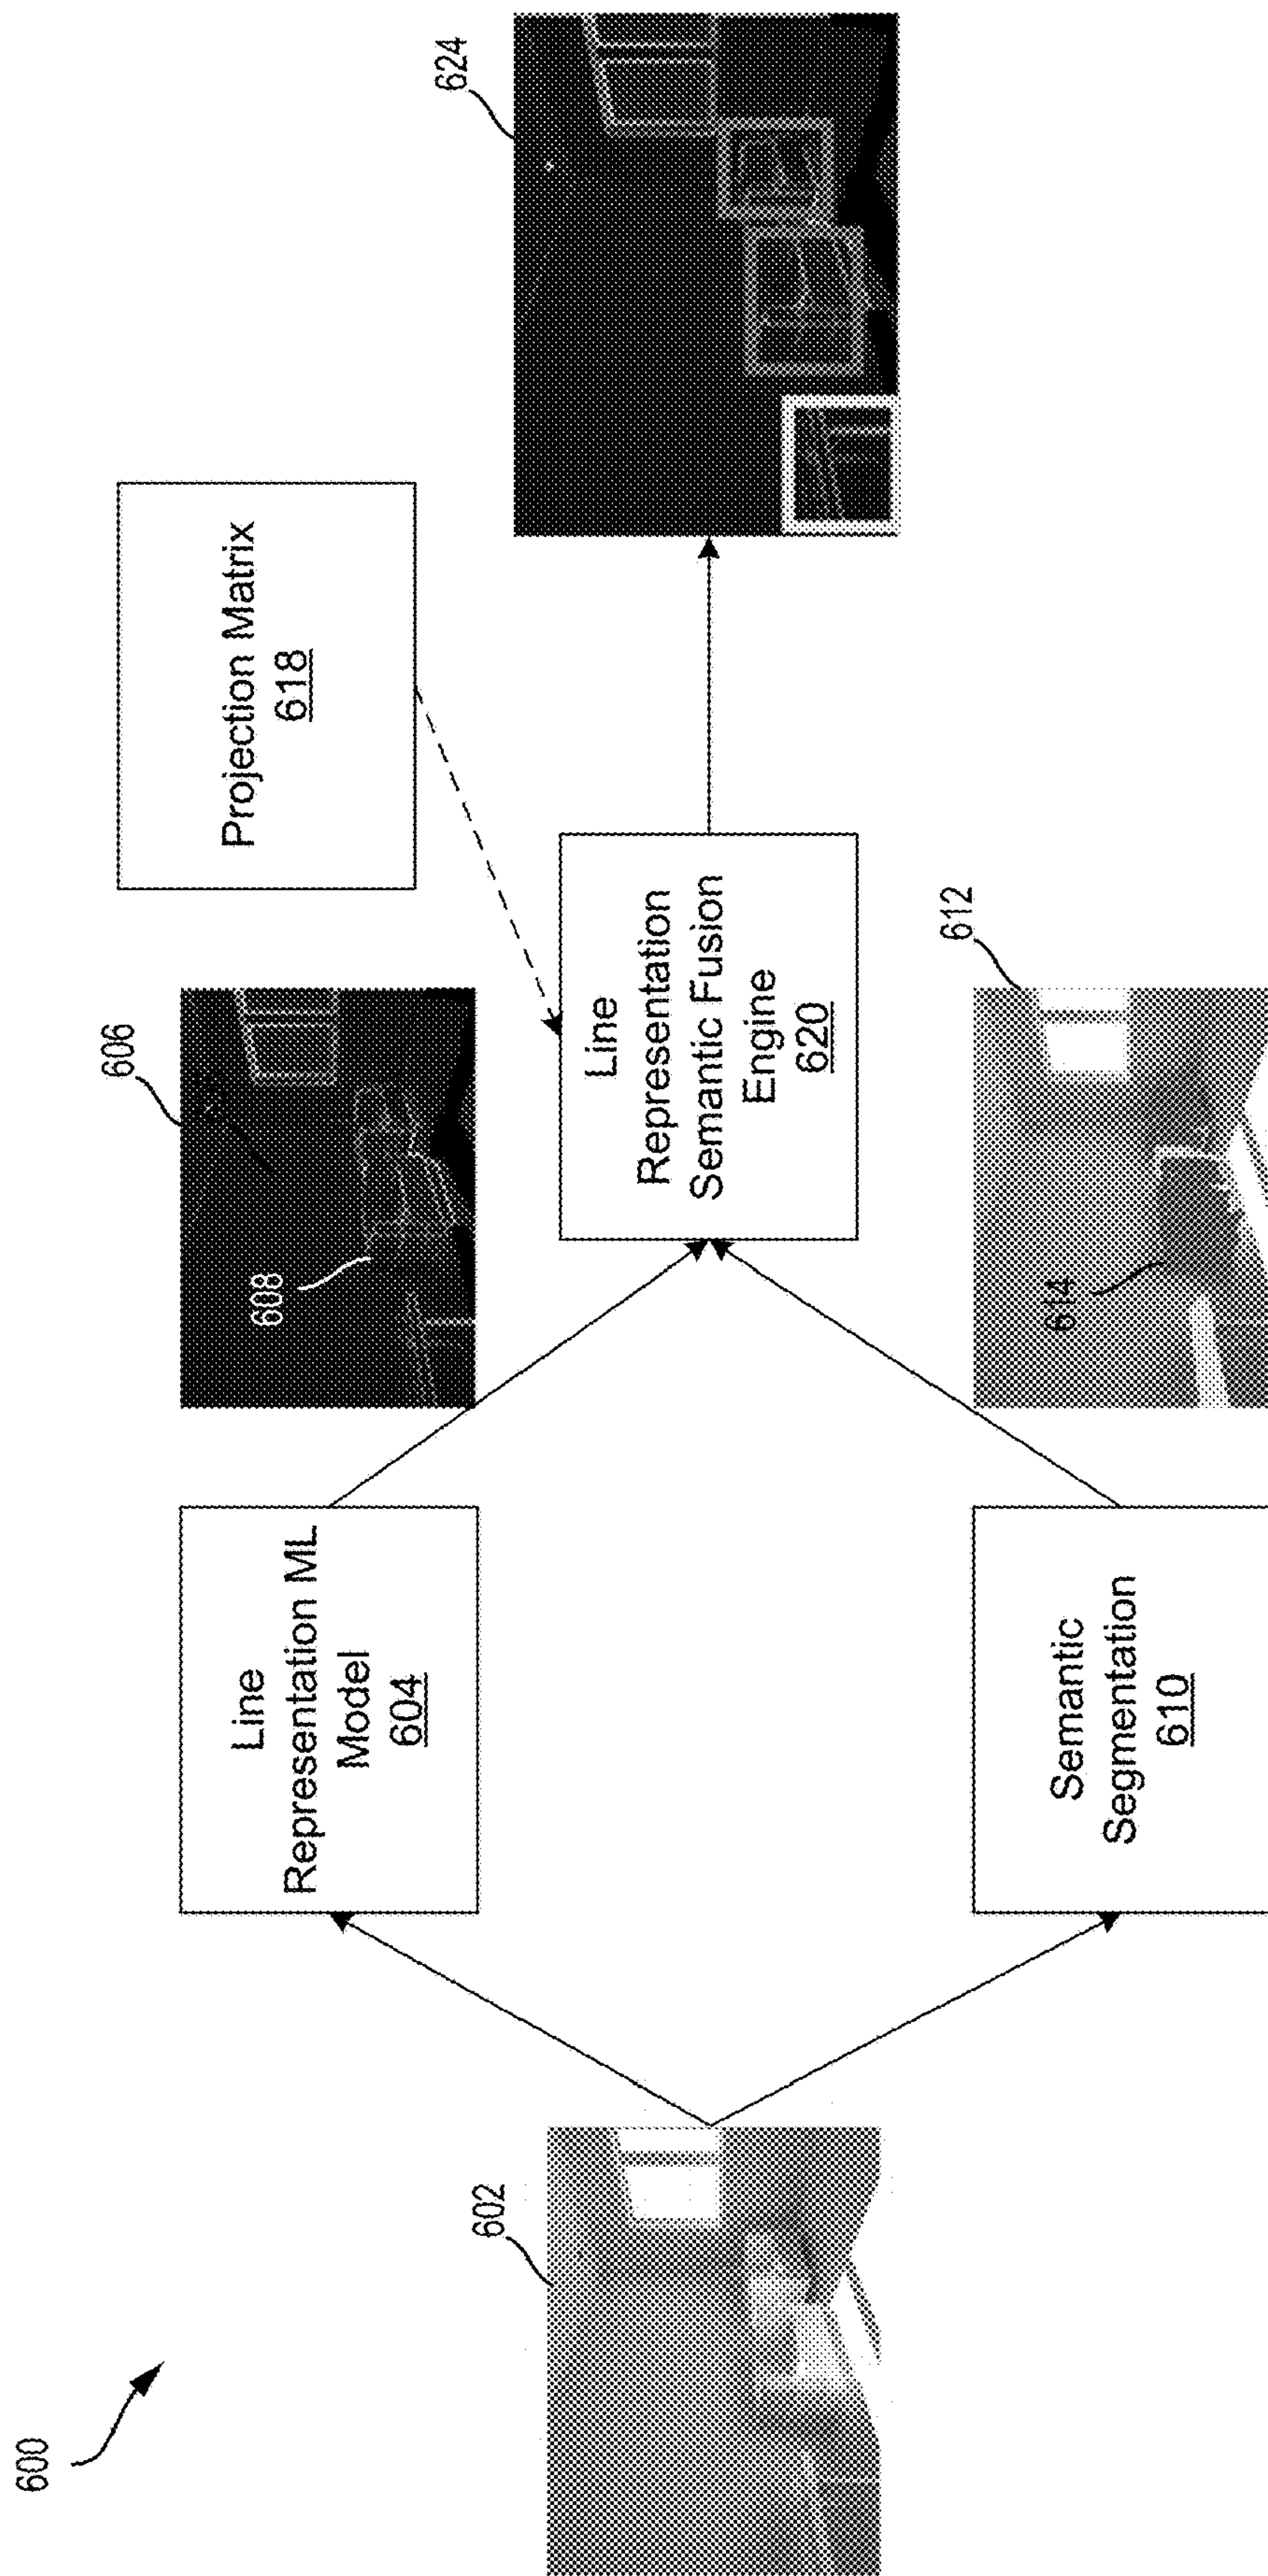 600
602
Line
Representation ML
Model
604
606
608
Semantic
Segmentation
610
612
614
Line
Representation
Semantic Fusion
Engine
620
Projection Matrix
618
624